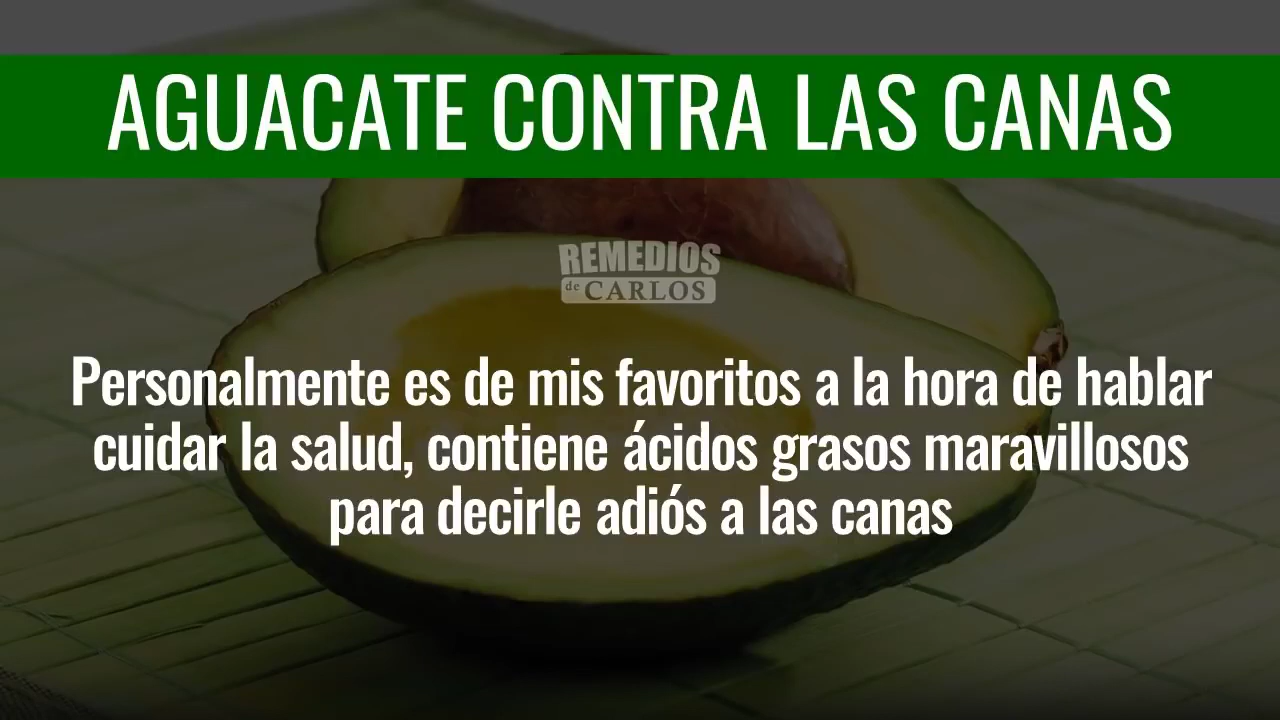 AGUACATE CONTRA LAS CANAS
REMEDIOS
de CARLOS
Personalmente es de mis favoritos a la hora de hablar
cuidar la salud, contiene ácidos grasos maravillosos
para decirle adiós a las canas